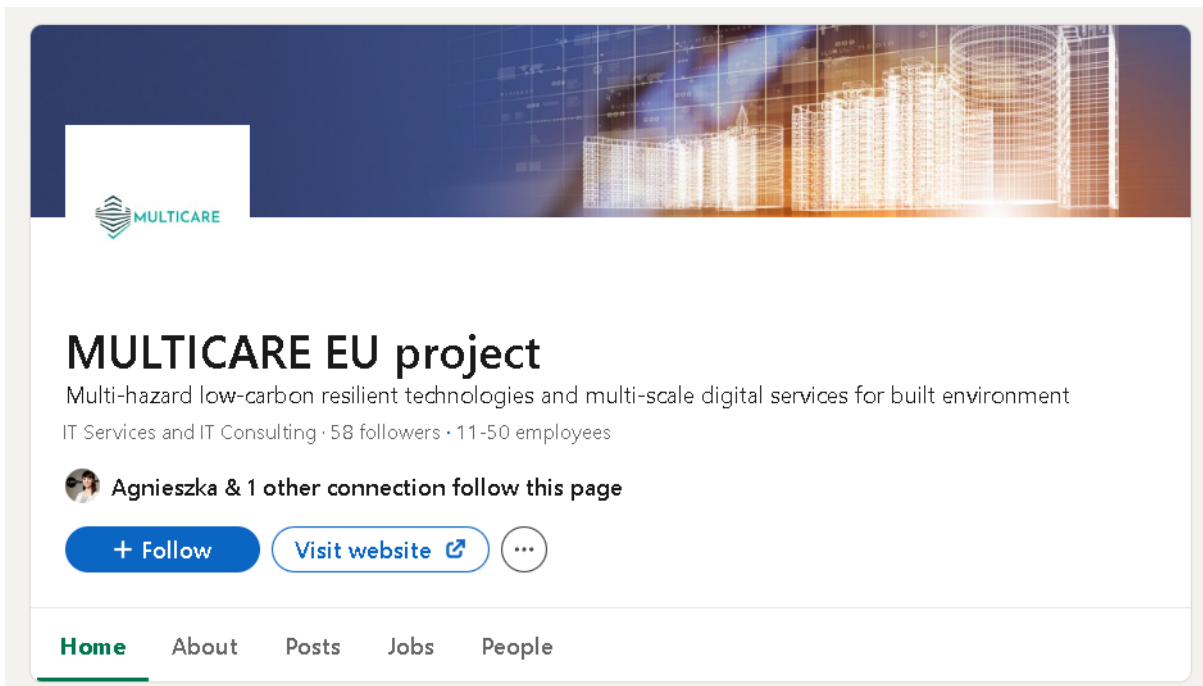 MULTICARE
MULTICARE EU project
Multi-hazard low-carbon resilient technologies and multi-scale digital services for built environment
IT Services and IT Consulting · 58 followers · 11-50 employees
Agnieszka & 1 other connection follow this page
+ Follow Visit website ···
Home About Posts Jobs People